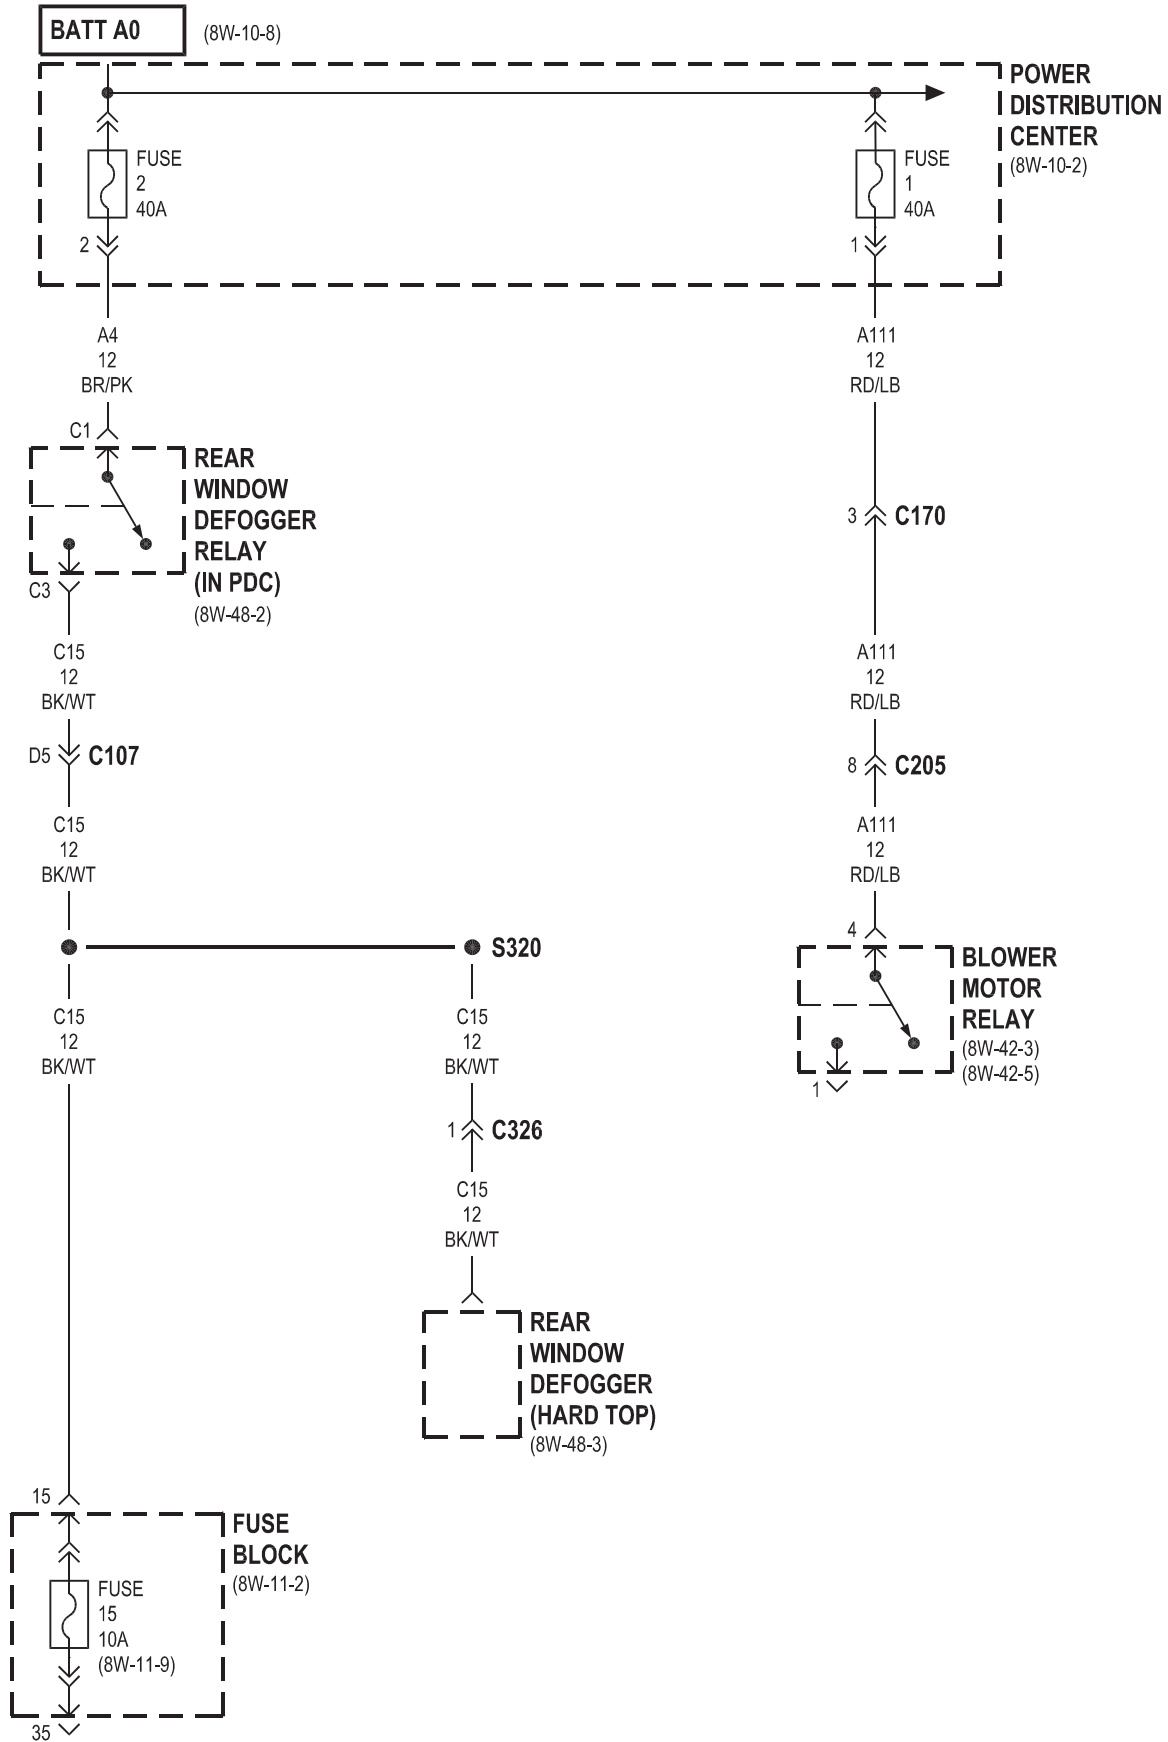 BATT A0
(8W-10-8)
POWER
DISTRIBUTION
CENTER
(8W-10-2)
FUSE
2
40A
2
FUSE
1
40A
1
A4
12
BR/PK
A111
12
RD/LB
C1
REAR
WINDOW
DEFOGGER
RELAY
(IN PDC)
(8W-48-2)
C3
3 C170
C15
12
BK/WT
A111
12
RD/LB
D5 C107
8 C205
C15
12
BK/WT
A111
12
RD/LB
S320
4
BLOWER
MOTOR
RELAY
(8W-42-3)
(8W-42-5)
1
C15
12
BK/WT
C15
12
BK/WT
1 C326
C15
12
BK/WT
REAR
WINDOW
DEFOGGER
(HARD TOP)
(8W-48-3)
15
FUSE
BLOCK
(8W-11-2)
FUSE
15
10A
(8W-11-9)
35